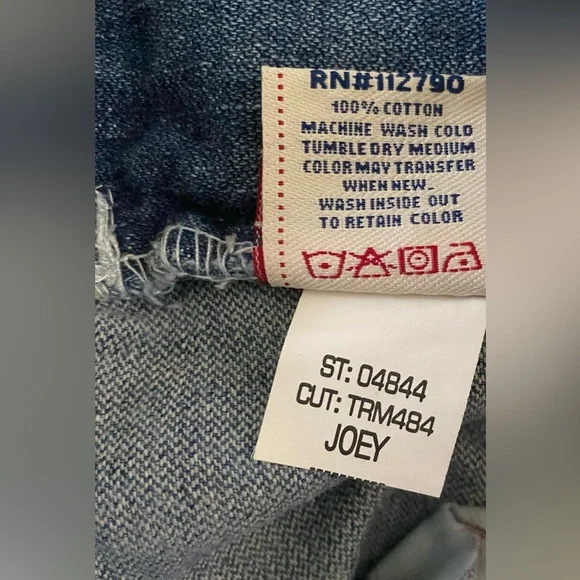 RN#112790
100% COTTON
MACHINE WASH COLD
TUMBLE DRY MEDIUM
COLOR MAY TRANSFER
WHEN NEW.
WASH INSIDE OUT
TO RETAIN COLOR
ST: 04844
CUT: TRM484
JOEY